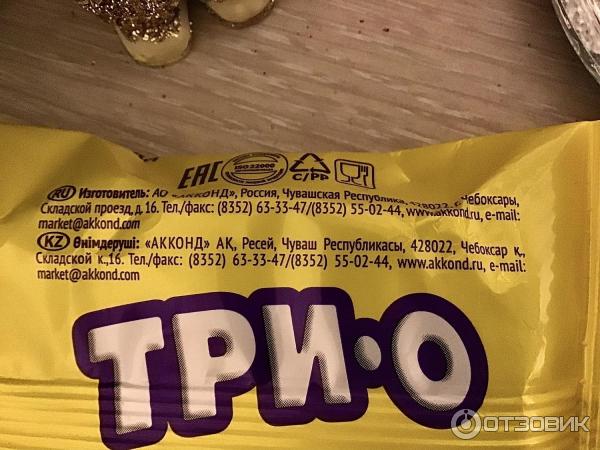 EAC ISO 22000 C/PP
RU Изготовитель: АО «АККОНД», Россия, Чувашская Республика, 428022, г. Чебоксары,
Складской проезд, д. 16. Тел./факс: (8352) 63-33-47/(8352) 55-02-44, www.akkond.ru, e-mail:
market@akkond.com
KZ Өнімдеруші: «АККОНД» АҚ, Ресей, Чуваш Республикасы, 428022, Чебоксар қ.,
Складской к.,16. Тел./факс: (8352) 63-33-47/(8352) 55-02-44, www.akkond.ru, e-mail:
market@akkond.com
ТРИ·О
ОТЗОВИК